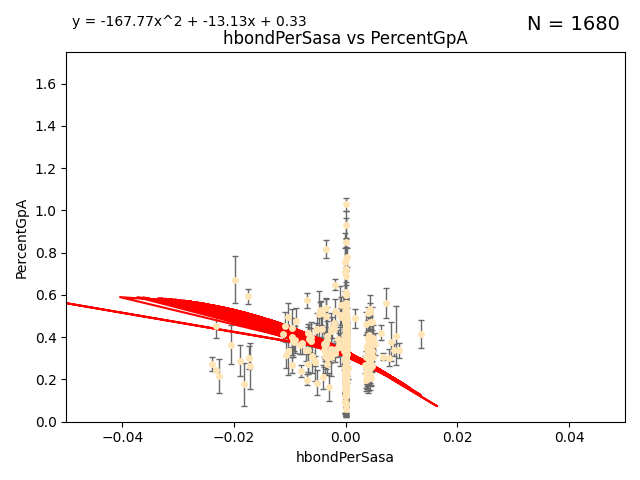 y = -167.77x^2 + -13.13x + 0.33
N = 1680
hbondPerSasa vs PercentGpA
PercentGpA
1.6
1.4
1.2
1.0
0.8
0.6
0.4
0.2
0.0
−0.04
−0.02
0.00
0.02
0.04
hbondPerSasa